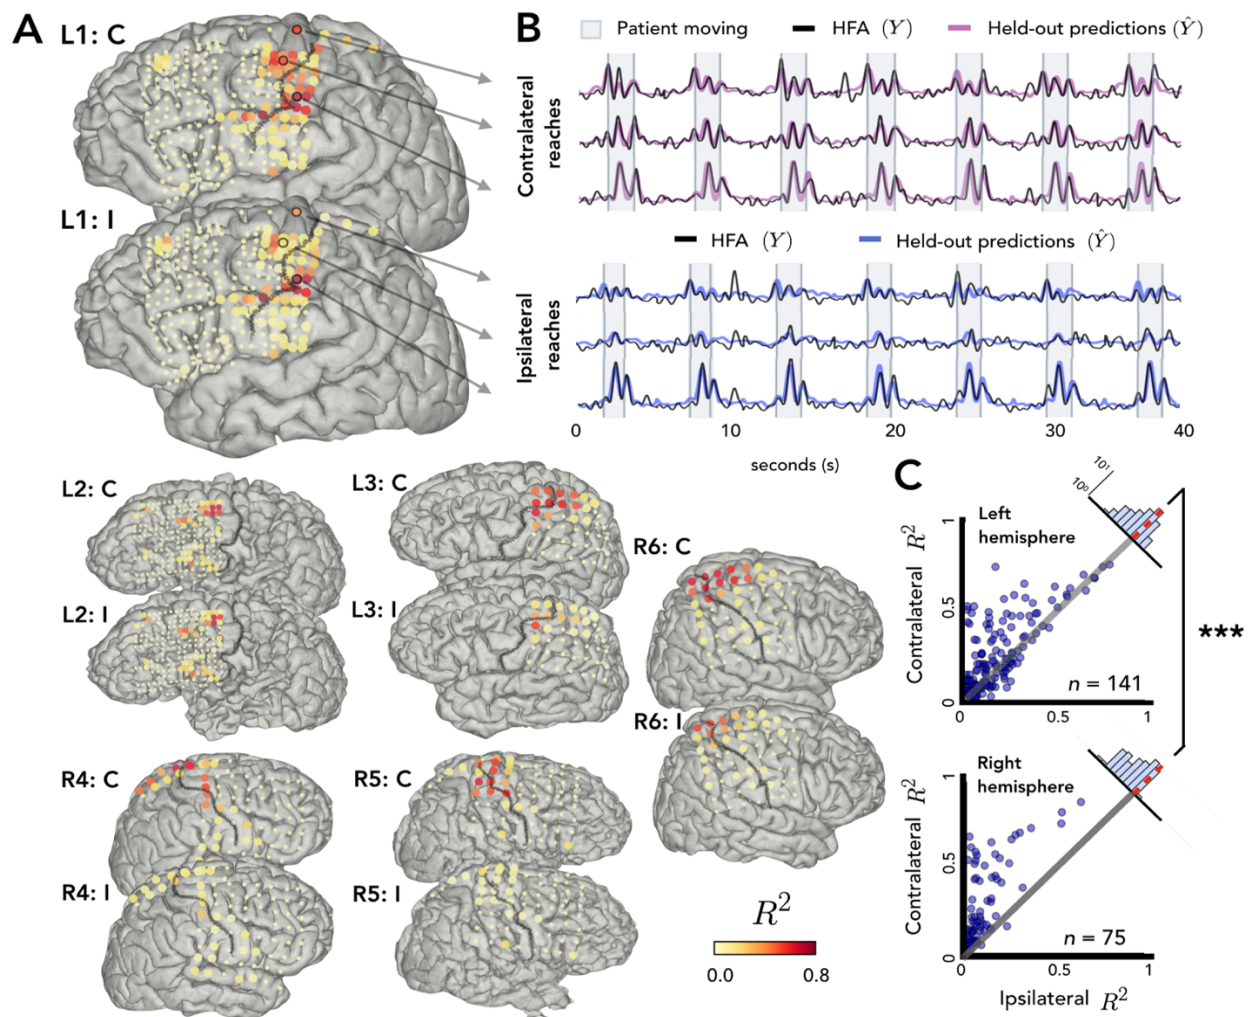 A
L1: C
L1: I
B
Patient moving
HFA (Y)
Held-out predictions (Ŷ)
Contralateral
reaches
HFA (Y)
Held-out predictions (Ŷ)
Ipsilateral
reaches
0 10 20 30 40
seconds (s)
L2: C
L2: I
L3: C
L3: I
R4: C
R4: I
R5: C
R5: I
R6: C
R6: I
R²
0.0 0.8
C
10⁰ 10¹
Left
hemisphere
Contralateral R²
1
0.5
0
n = 141
0 0.5 1
***
Right
hemisphere
Contralateral R²
1
0.5
0
n = 75
0 0.5 1
Ipsilateral R²